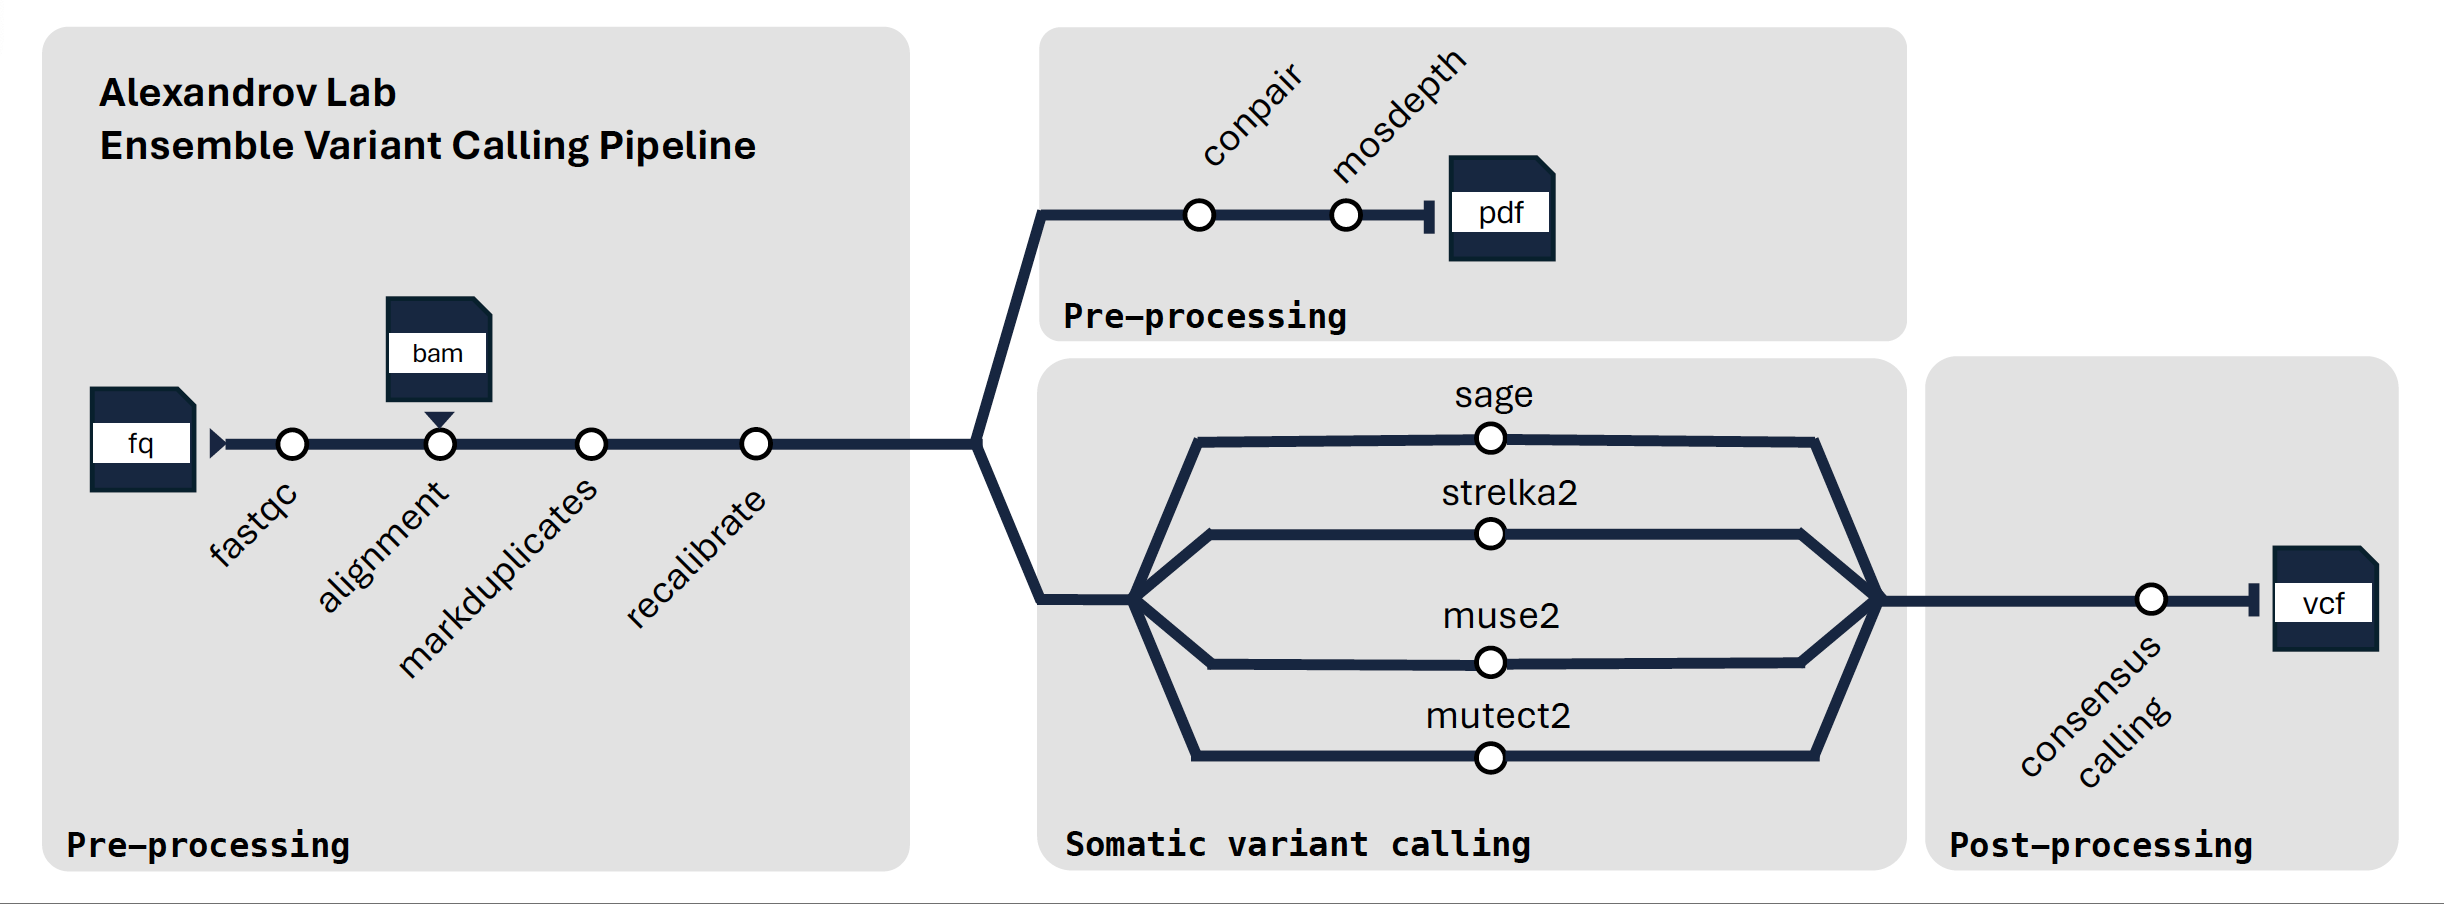 Alexandrov Lab
Ensemble Variant Calling Pipeline
fq
bam
fastqc
alignment
markduplicates
recalibrate
Pre-processing
conpair
mosdepth
pdf
Pre-processing
sage
strelka2
muse2
mutect2
Somatic variant calling
consensus
calling
vcf
Post-processing